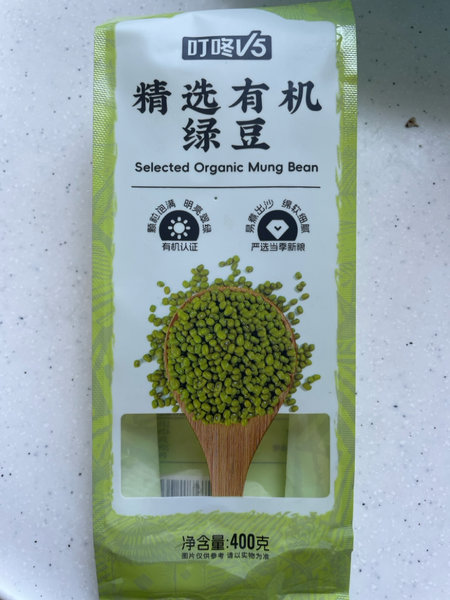 叮咚V5
精选有机
绿豆
Selected Organic Mung Bean
颗粒饱满 明亮翠绿
有机认证
易煮出沙 绵软细腻
严选当季新粮
净含量:400克
图片仅供参考 请以实物为准